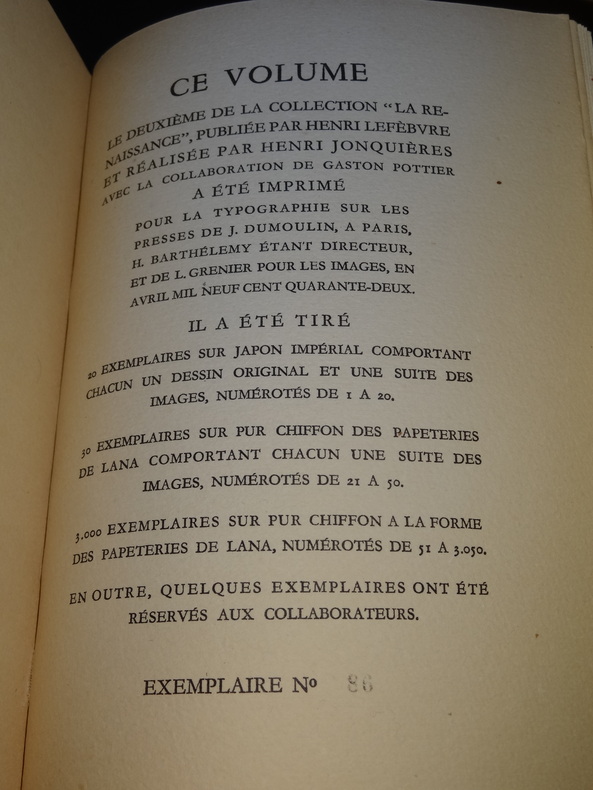 CE VOLUME
LE DEUXIÈME DE LA COLLECTION “LA RE-
NAISSANCE”, PUBLIÉE PAR HENRI LEFÈBVRE
ET RÉALISÉE PAR HENRI JONQUIÈRES
AVEC LA COLLABORATION DE GASTON POTTIER
A ÉTÉ IMPRIMÉ
POUR LA TYPOGRAPHIE SUR LES
PRESSES DE J. DUMOULIN, A PARIS,
H. BARTHÉLEMY ÉTANT DIRECTEUR,
ET DE L. GRENIER POUR LES IMAGES, EN
AVRIL MIL NEUF CENT QUARANTE-DEUX.
IL A ÉTÉ TIRÉ
20 EXEMPLAIRES SUR JAPON IMPÉRIAL COMPORTANT
CHACUN UN DESSIN ORIGINAL ET UNE SUITE DES
IMAGES, NUMÉROTÉS DE 1 A 20.
30 EXEMPLAIRES SUR PUR CHIFFON DES PAPETERIES
DE LANA COMPORTANT CHACUN UNE SUITE DES
IMAGES, NUMÉROTÉS DE 21 A 50.
3.000 EXEMPLAIRES SUR PUR CHIFFON A LA FORME
DES PAPETERIES DE LANA, NUMÉROTÉS DE 51 A 3.050.
EN OUTRE, QUELQUES EXEMPLAIRES ONT ÉTÉ
RÉSERVÉS AUX COLLABORATEURS.
EXEMPLAIRE Nº 86